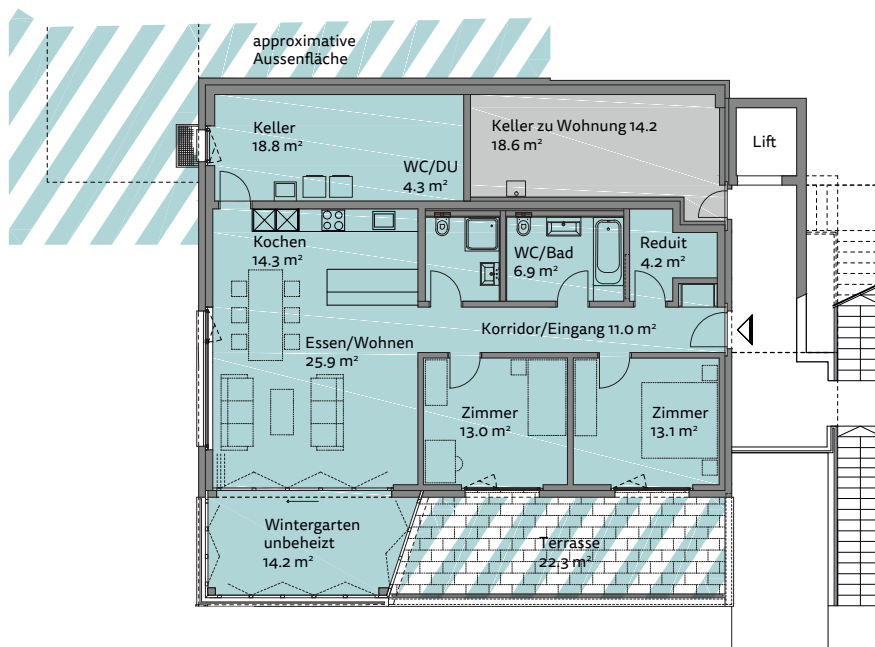 approximative
Aussenfläche
Keller
18.8 m²
Keller zu Wohnung 14.2
18.6 m²
Lift
WC/DU
4.3 m²
Kochen
14.3 m²
WC/Bad
6.9 m²
Reduit
4.2 m²
Essen/Wohnen
25.9 m²
Korridor/Eingang 11.0 m²
Zimmer
13.0 m²
Zimmer
13.1 m²
Wintergarten
unbeheizt
14.2 m²
Terrasse
22.3 m²